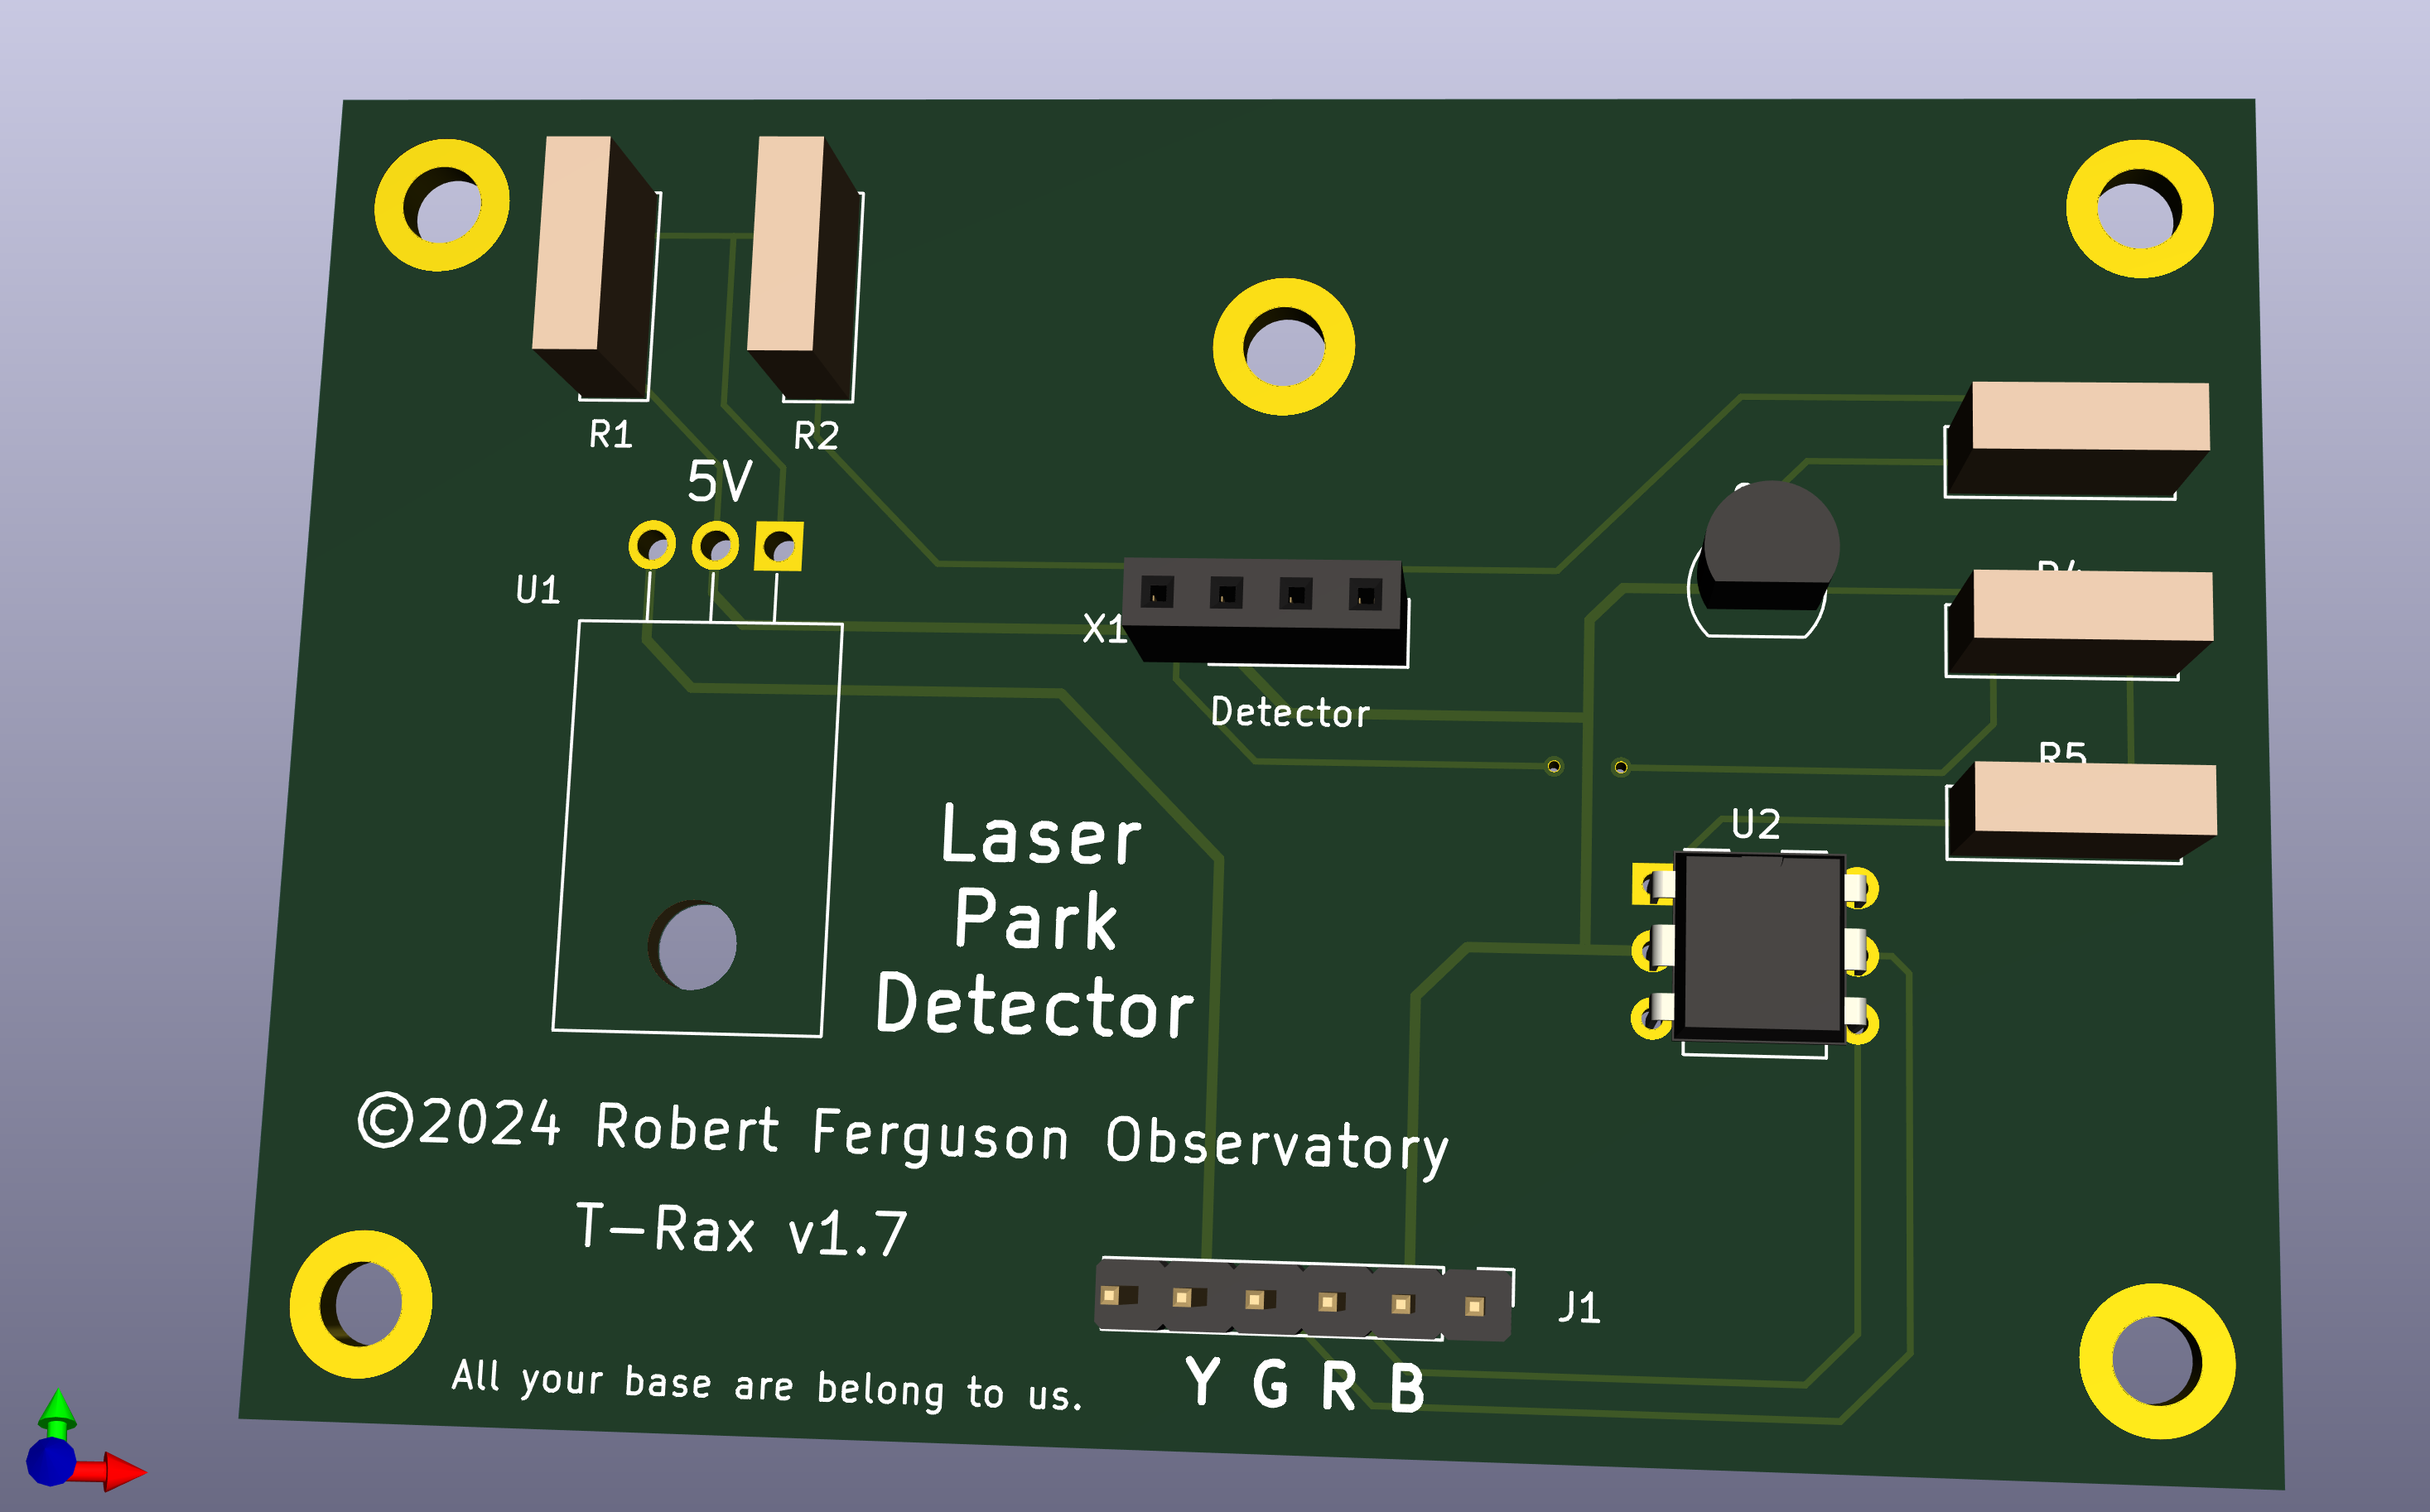 R1
R2
5V
U1
X1
Detector
R5
U2
Laser
Park
Detector
©2024 Robert Ferguson Observatory
T-Rax v1.7
J1
All your base are belong to us.
Y G R B